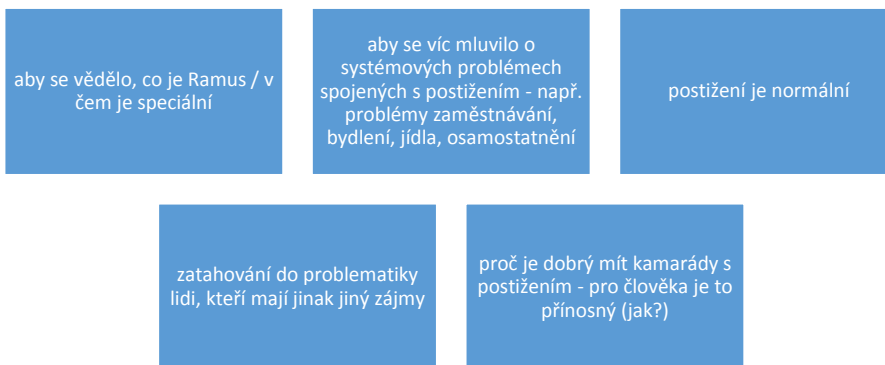 aby se vědělo, co je Ramus / v
čem je speciální
aby se víc mluvilo o
systémových problémech
spojených s postižením - např.
problémy zaměstnávání,
bydlení, jídla, osamostatnění
postižení je normální
zatahování do problematiky
lidi, kteří mají jinak jiný zájmy
proč je dobrý mít kamarády s
postižením - pro člověka je to
přínosný (jak?)